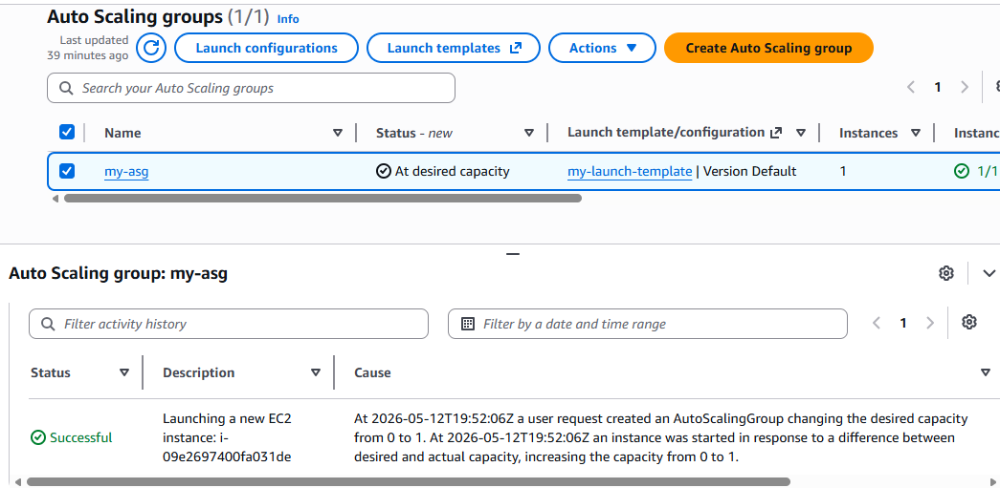 Auto Scaling groups (1/1) Info
Last updated
39 minutes ago
Launch configurations
Launch templates
Actions
Create Auto Scaling group
Search your Auto Scaling groups
1
Name
Status - new
Launch template/configuration
Instances
Instanc
my-asg
At desired capacity
my-launch-template | Version Default
1
1/1
Auto Scaling group: my-asg
Filter activity history
Filter by a date and time range
1
Status
Description
Cause
Successful
Launching a new EC2
instance: i-
09e2697400fa031de
At 2026-05-12T19:52:06Z a user request created an AutoScalingGroup changing the desired capacity
from 0 to 1. At 2026-05-12T19:52:06Z an instance was started in response to a difference between
desired and actual capacity, increasing the capacity from 0 to 1.